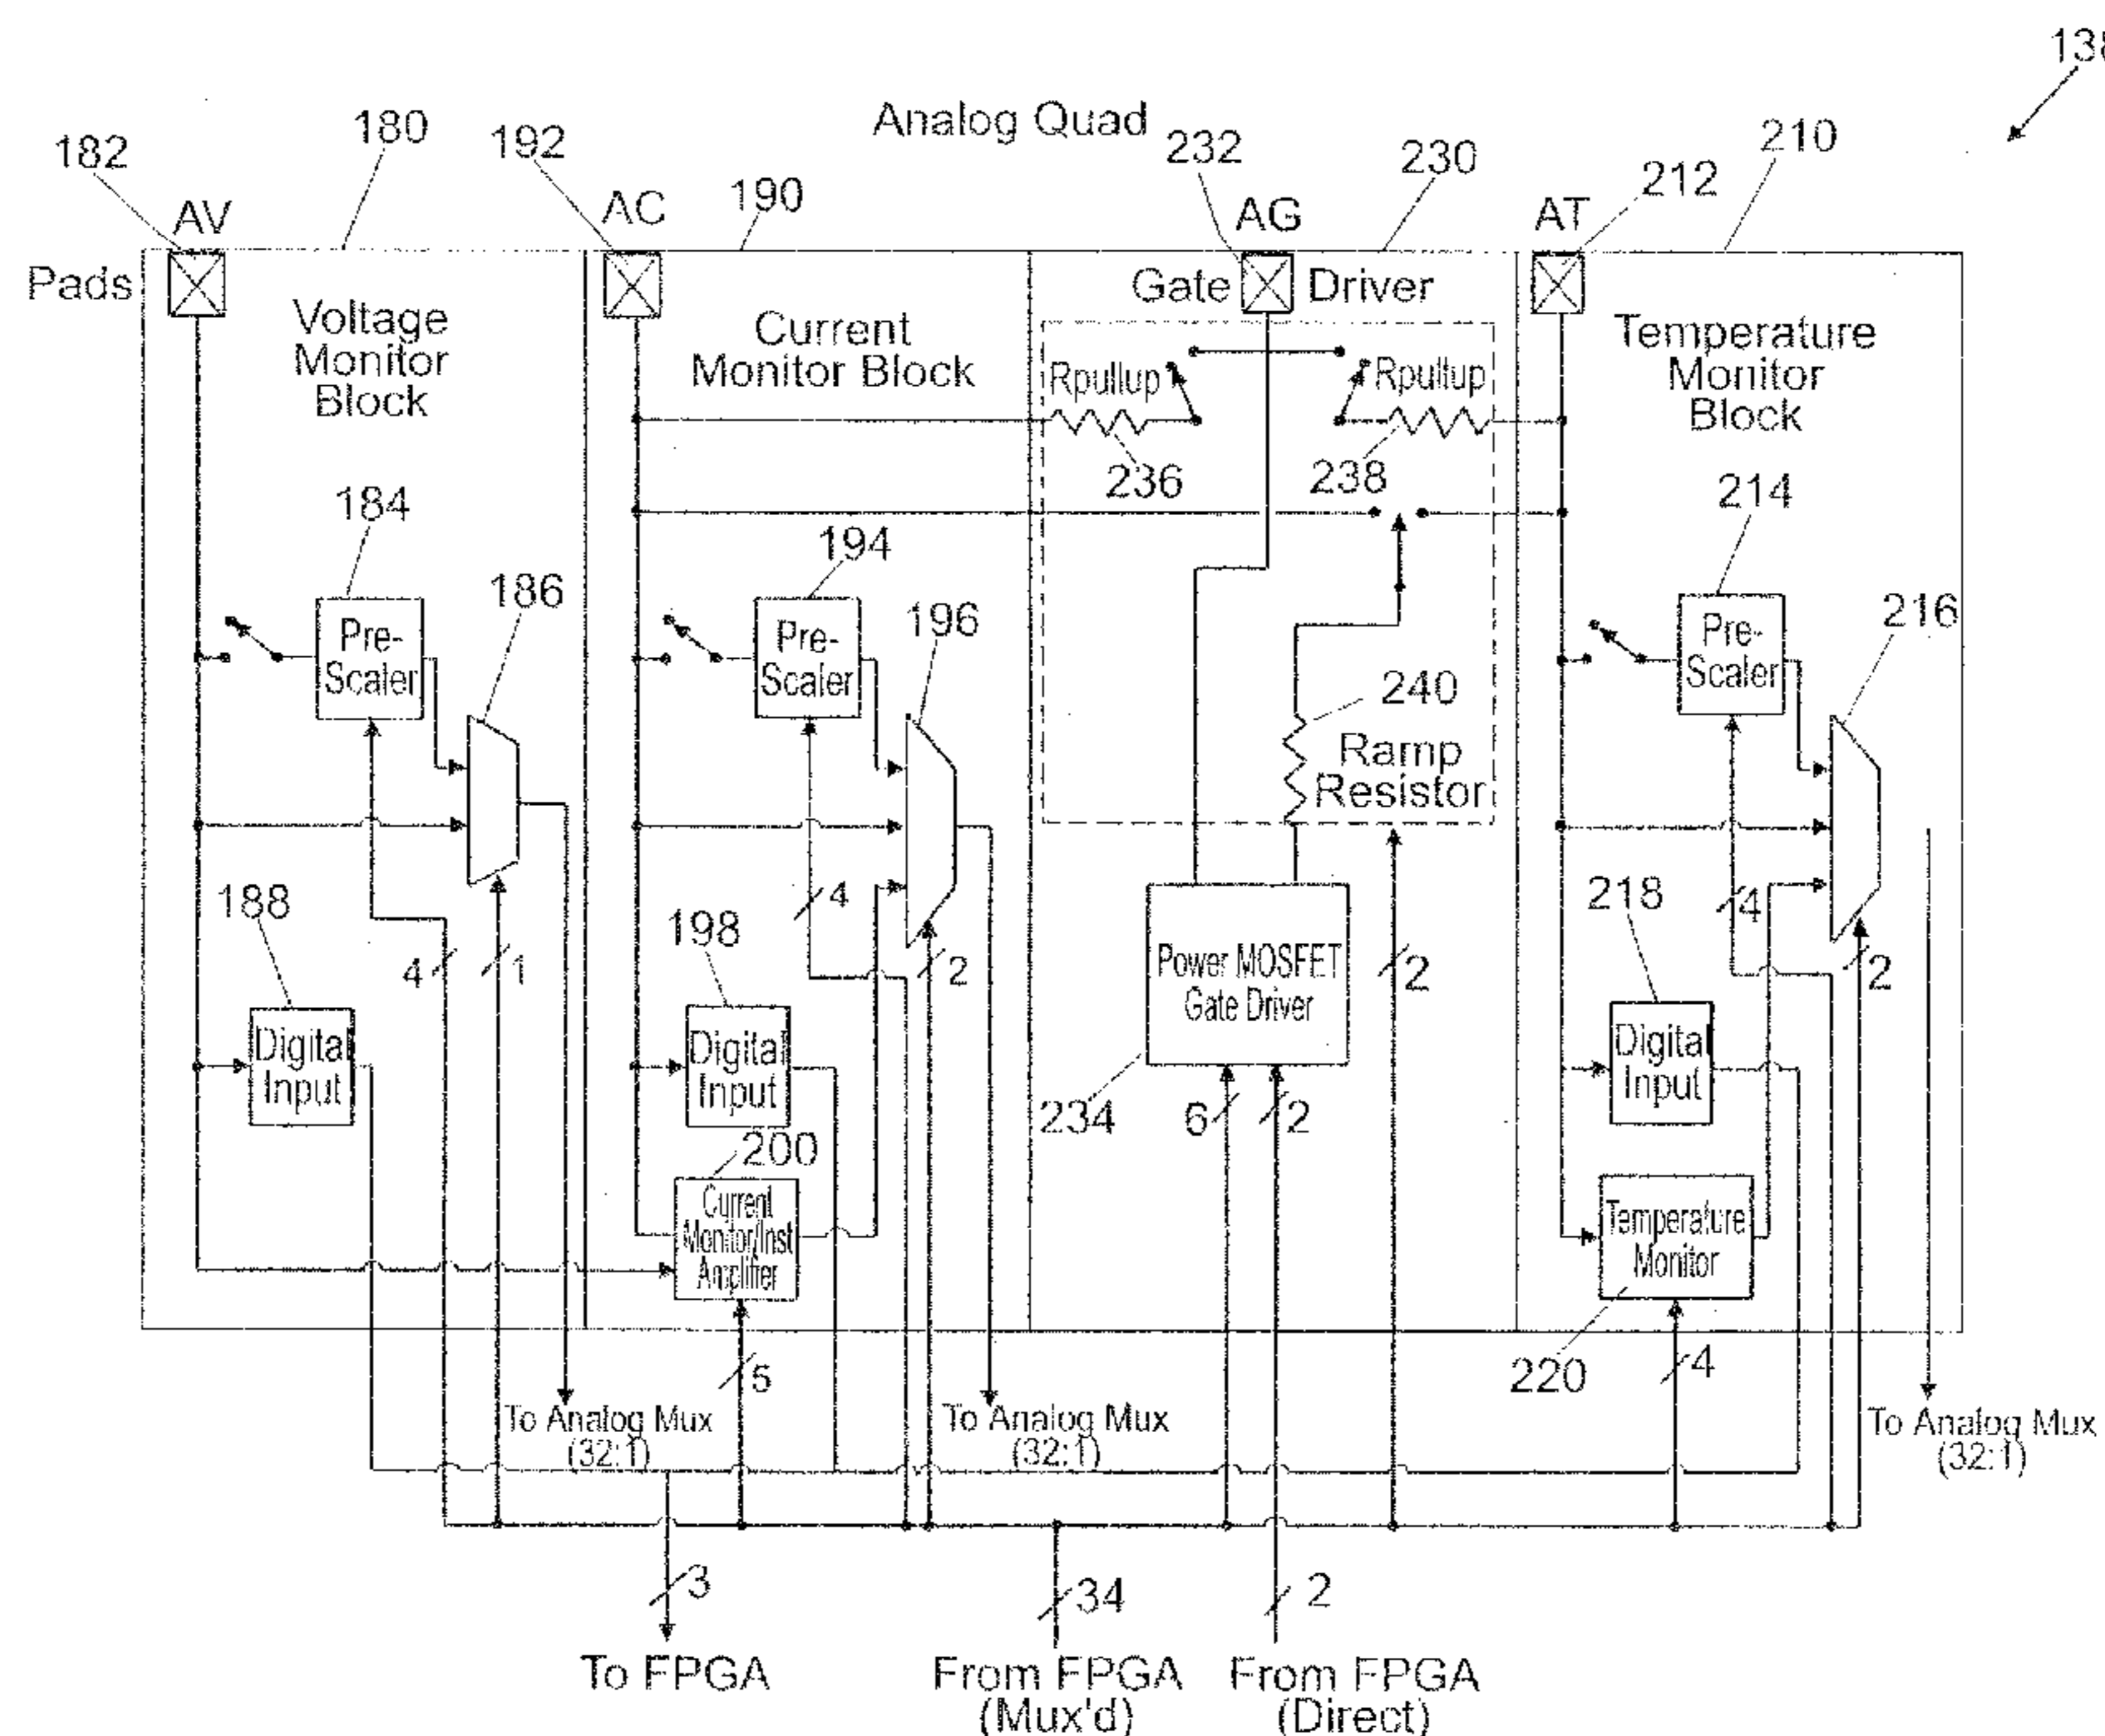 138
Analog Quad
182
180
192
190
232
230
210
212
AV
AC
AG
AT
Pads
Voltage
Monitor
Block
Current
Monitor Block
Gate
Driver
Temperature
Monitor
Block
Rpullup
Rpullup
236
238
184
186
194
196
214
216
Pre-
Scaler
Pre-
Scaler
Pre-
Scaler
240
Ramp
Resistor
188
4
1
Digital
Input
198
4
2
Digital
Input
200
Current
Monitor/Inst
Amplifier
Power MOSFET
Gate Driver
234
6
2
2
218
4
2
Digital
Input
Temperature
Monitor
220
4
5
To Analog Mux
(32:1)
To Analog Mux
(32:1)
To Analog Mux
(32:1)
3
34
2
To FPGA
From FPGA
(Mux'd)
From FPGA
(Direct)